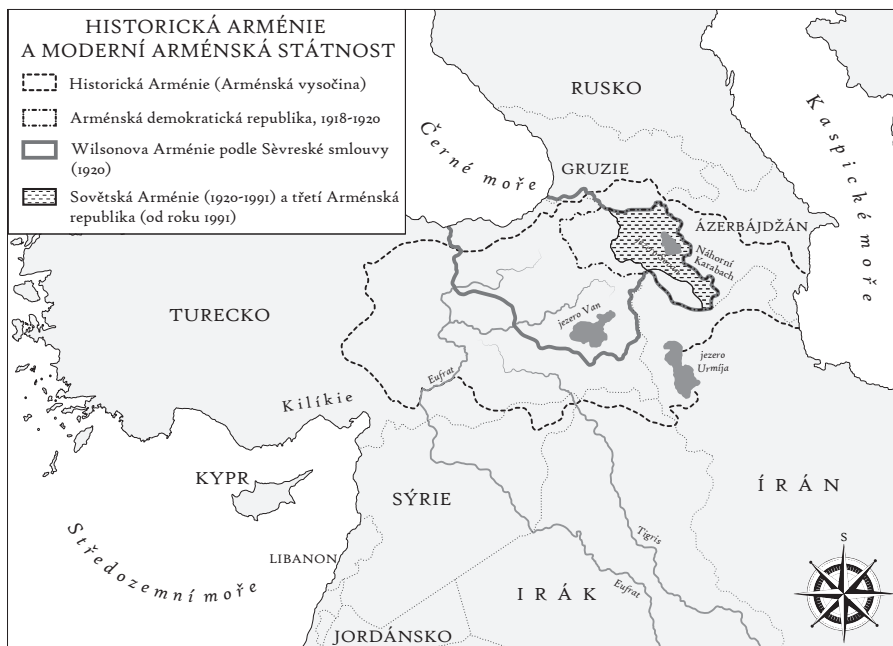 HISTORICKÁ ARMÉNIE
A MODERNÍ ARMÉNSKÁ STÁTNOST
Historická Arménie (Arménská vysočina)
Arménská demokratická republika, 1918-1920
Wilsonova Arménie podle Sèvreské smlouvy
(1920)
Sovětská Arménie (1920-1991) a třetí Arménská
republika (od roku 1991)
RUSKO
Kaspické moře
Černé moře
GRUZIE
ÁZERBÁJDŽÁN
Náhorní
Karabach
TURECKO
jezero Van
jezero
Urmíja
Eufrat
Kilíkie
KYPR
SÝRIE
ÍRÁN
Středozemní moře
LIBANON
Tigris
Eufrat
IRÁK
JORDÁNSKO
S